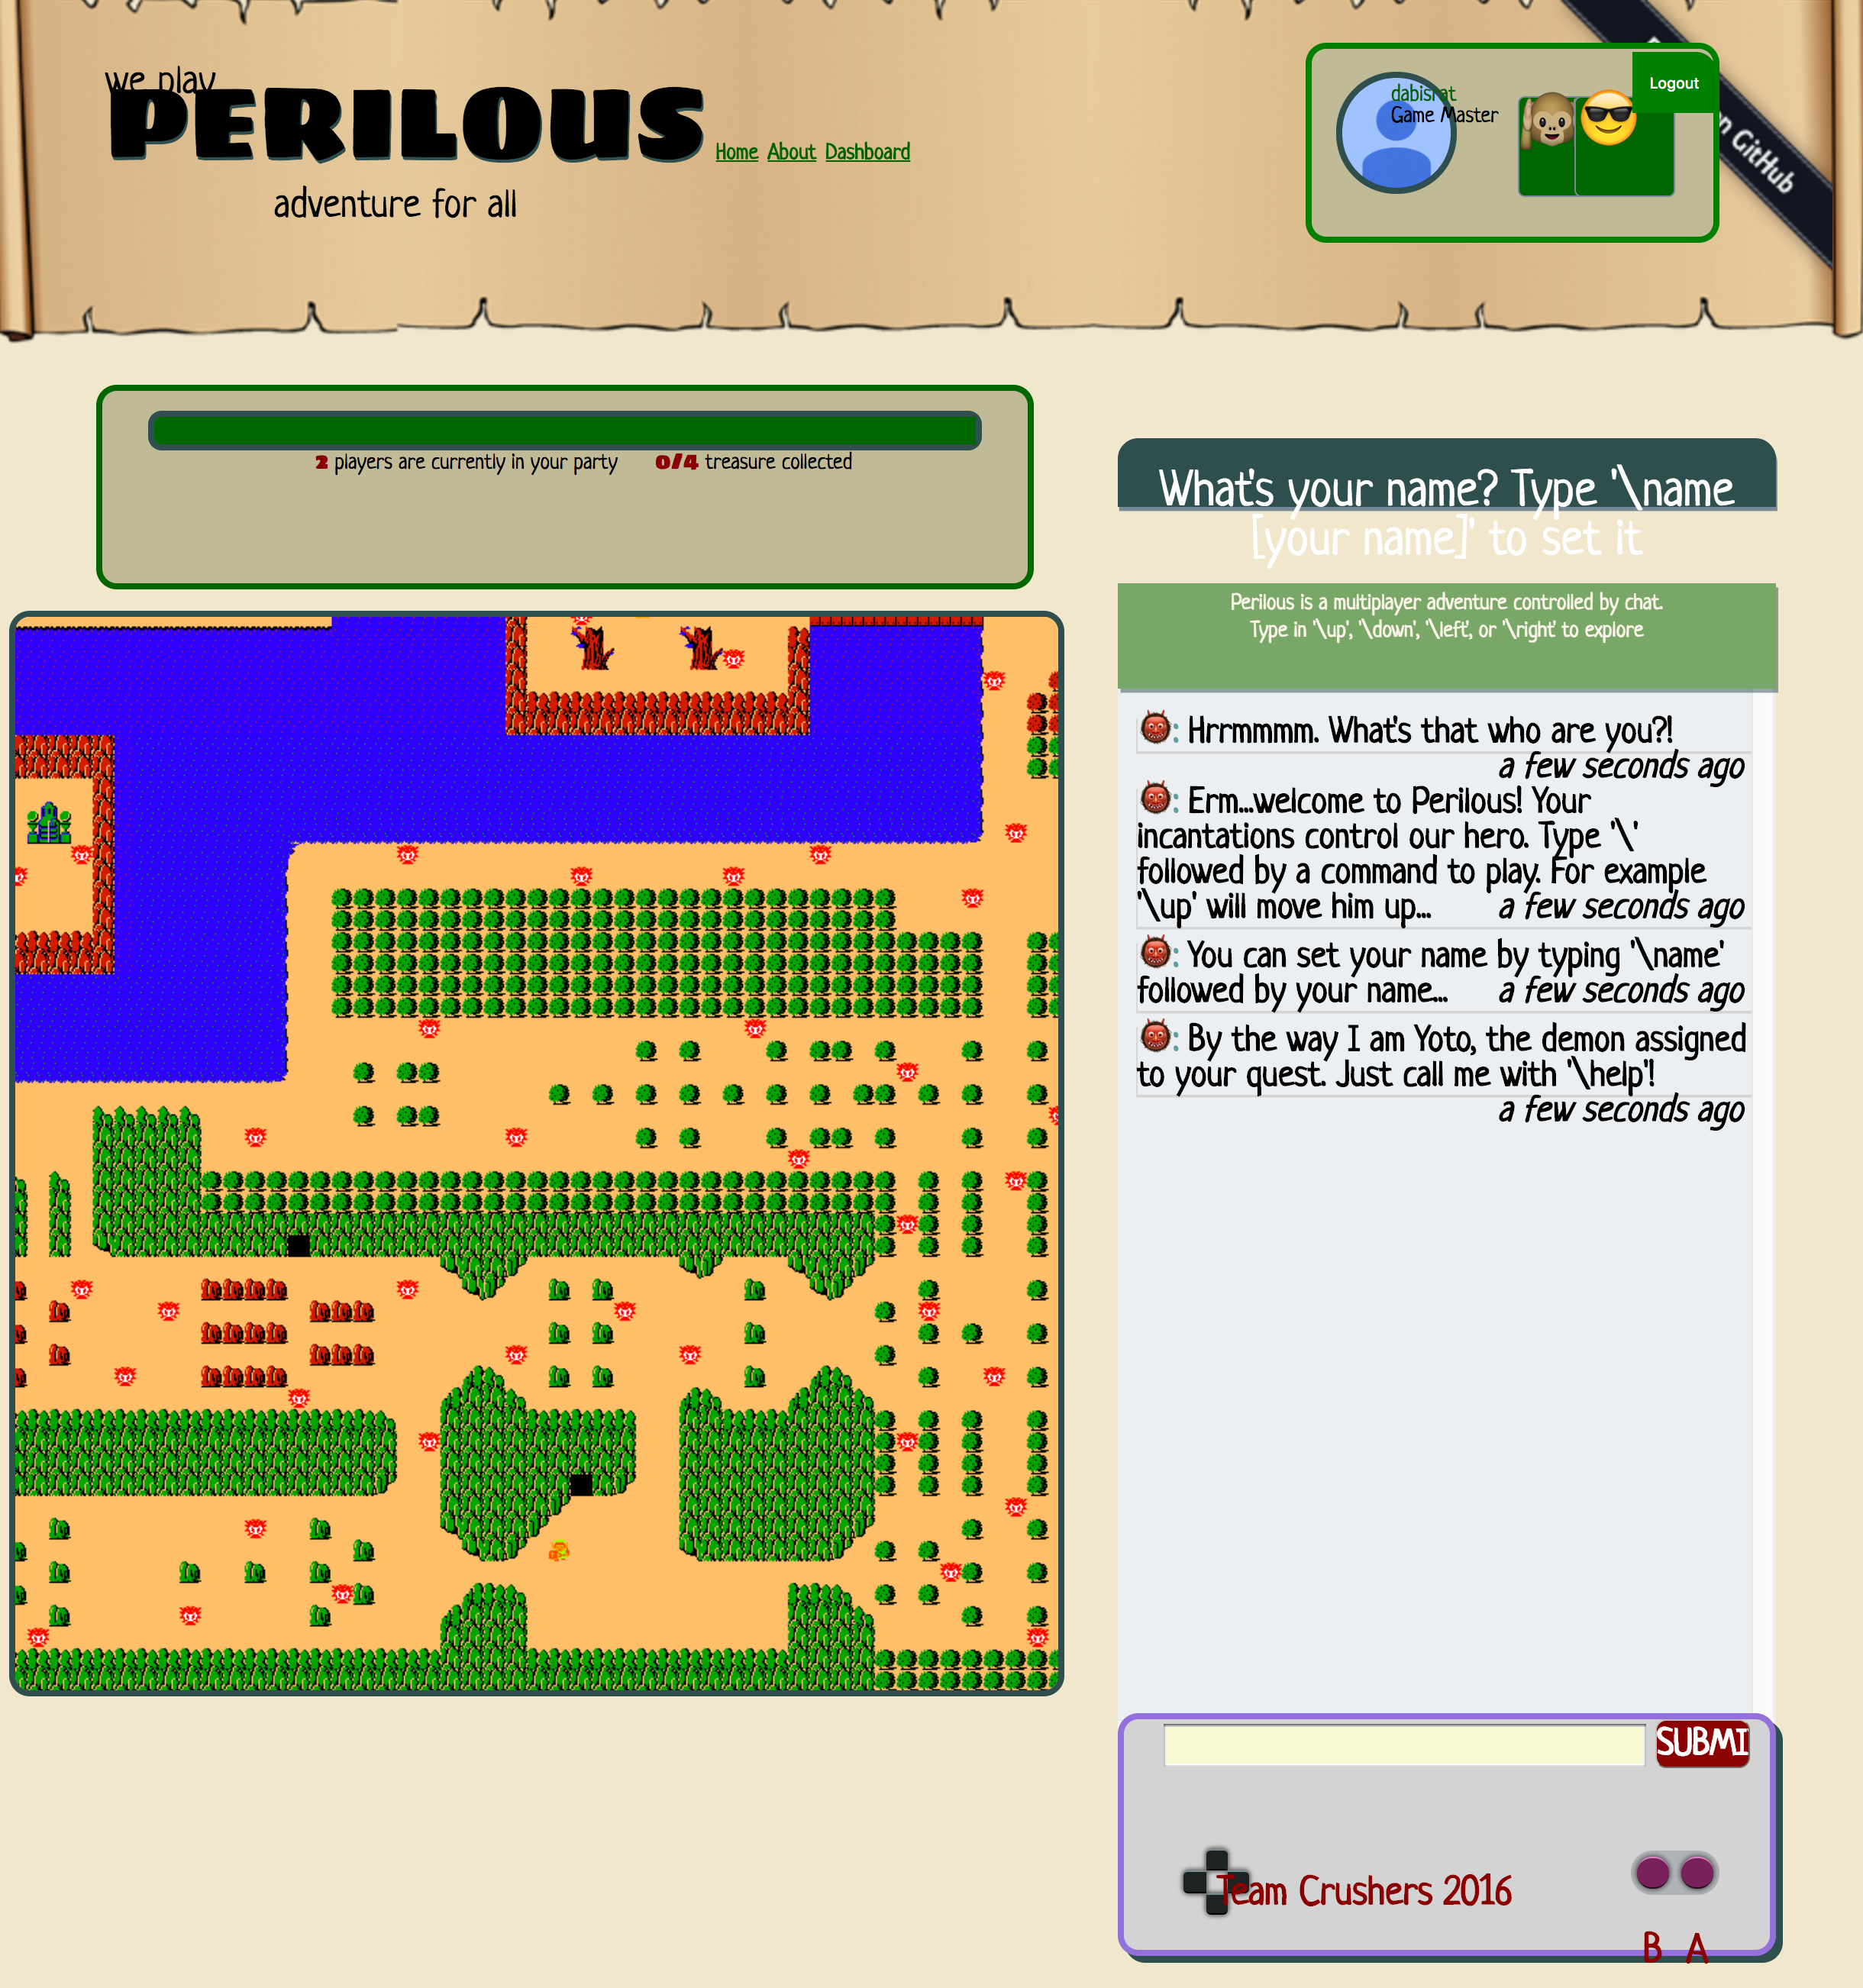 we play
PERILOUS
Home About Dashboard
adventure for all
dabisrat
Game Master
Logout
on GitHub
2 players are currently in your party 0/4 treasure collected
What's your name? Type '\name
[your name]' to set it
Perilous is a multiplayer adventure controlled by chat.
Type in '\up', '\down', '\left', or '\right' to explore
: Hrrmmmm. What's that who are you?!
a few seconds ago
: Erm...welcome to Perilous! Your
incantations control our hero. Type '\'
followed by a command to play. For example
'\up' will move him up... a few seconds ago
: You can set your name by typing '\name'
followed by your name... a few seconds ago
: By the way I am Yoto, the demon assigned
to your quest. Just call me with '\help'!
a few seconds ago
SUBMI
Team Crushers 2016
B A